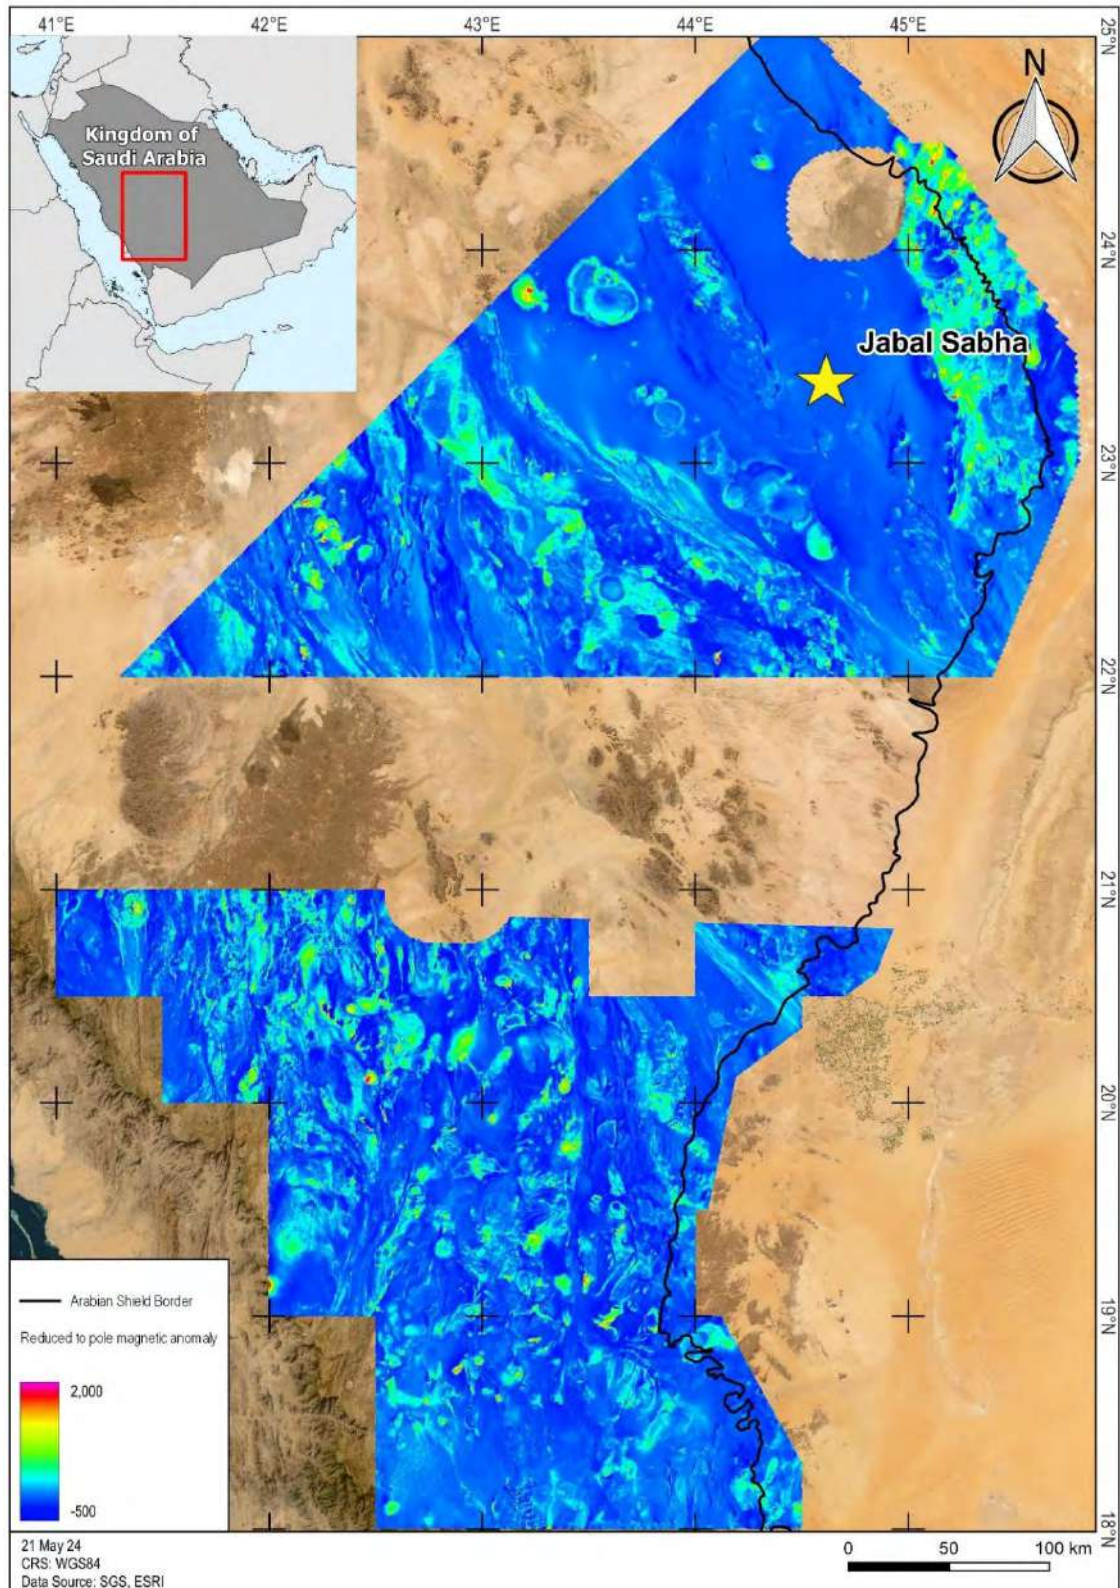 41°E
42°E
43°E
44°E
45°E
25°N
N
Kingdom of
Saudi Arabia
24°N
Jabal Sabha
23°N
22°N
21°N
20°N
Arabian Shield Border
19°N
Reduced to pole magnetic anomaly
2,000
-500
18°N
21 May 24
CRS: WGS84
Data Source: SGS, ESRI
0
50
100 km